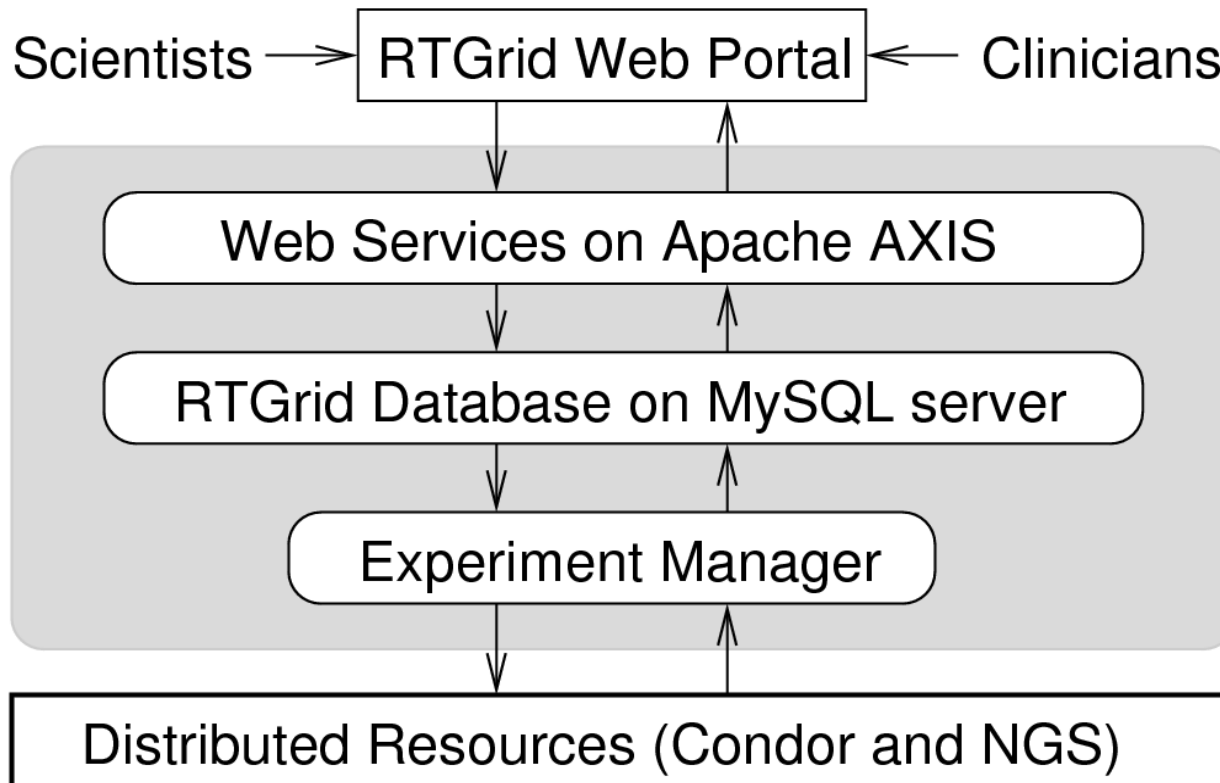 Scientists RTGrid Web Portal Clinicians
Web Services on Apache AXIS
RTGrid Database on MySQL server
Experiment Manager
Distributed Resources (Condor and NGS)